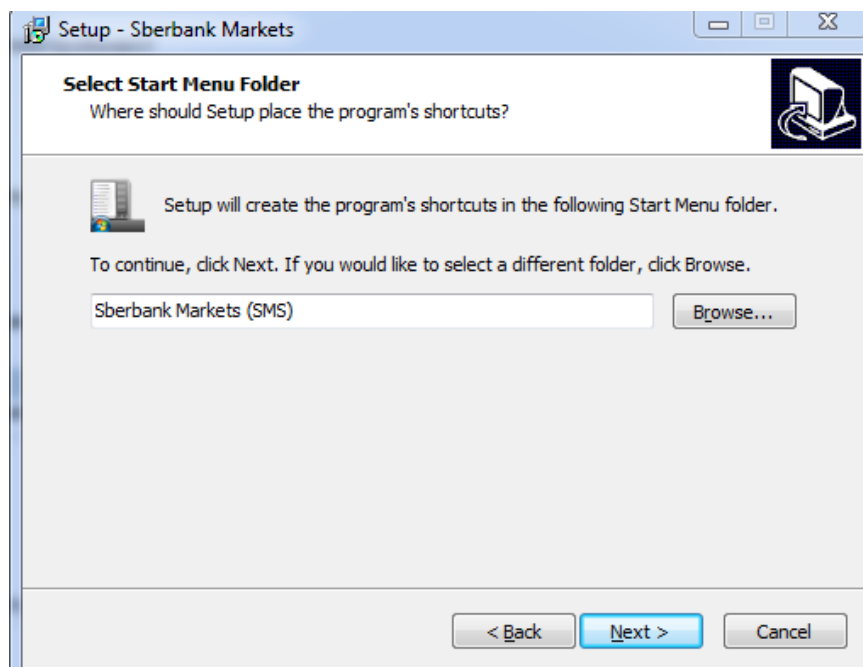 Setup - Sberbank Markets
Select Start Menu Folder
Where should Setup place the program's shortcuts?
Setup will create the program's shortcuts in the following Start Menu folder.
To continue, click Next. If you would like to select a different folder, click Browse.
Sberbank Markets (SMS)
Browse...
< Back
Next >
Cancel